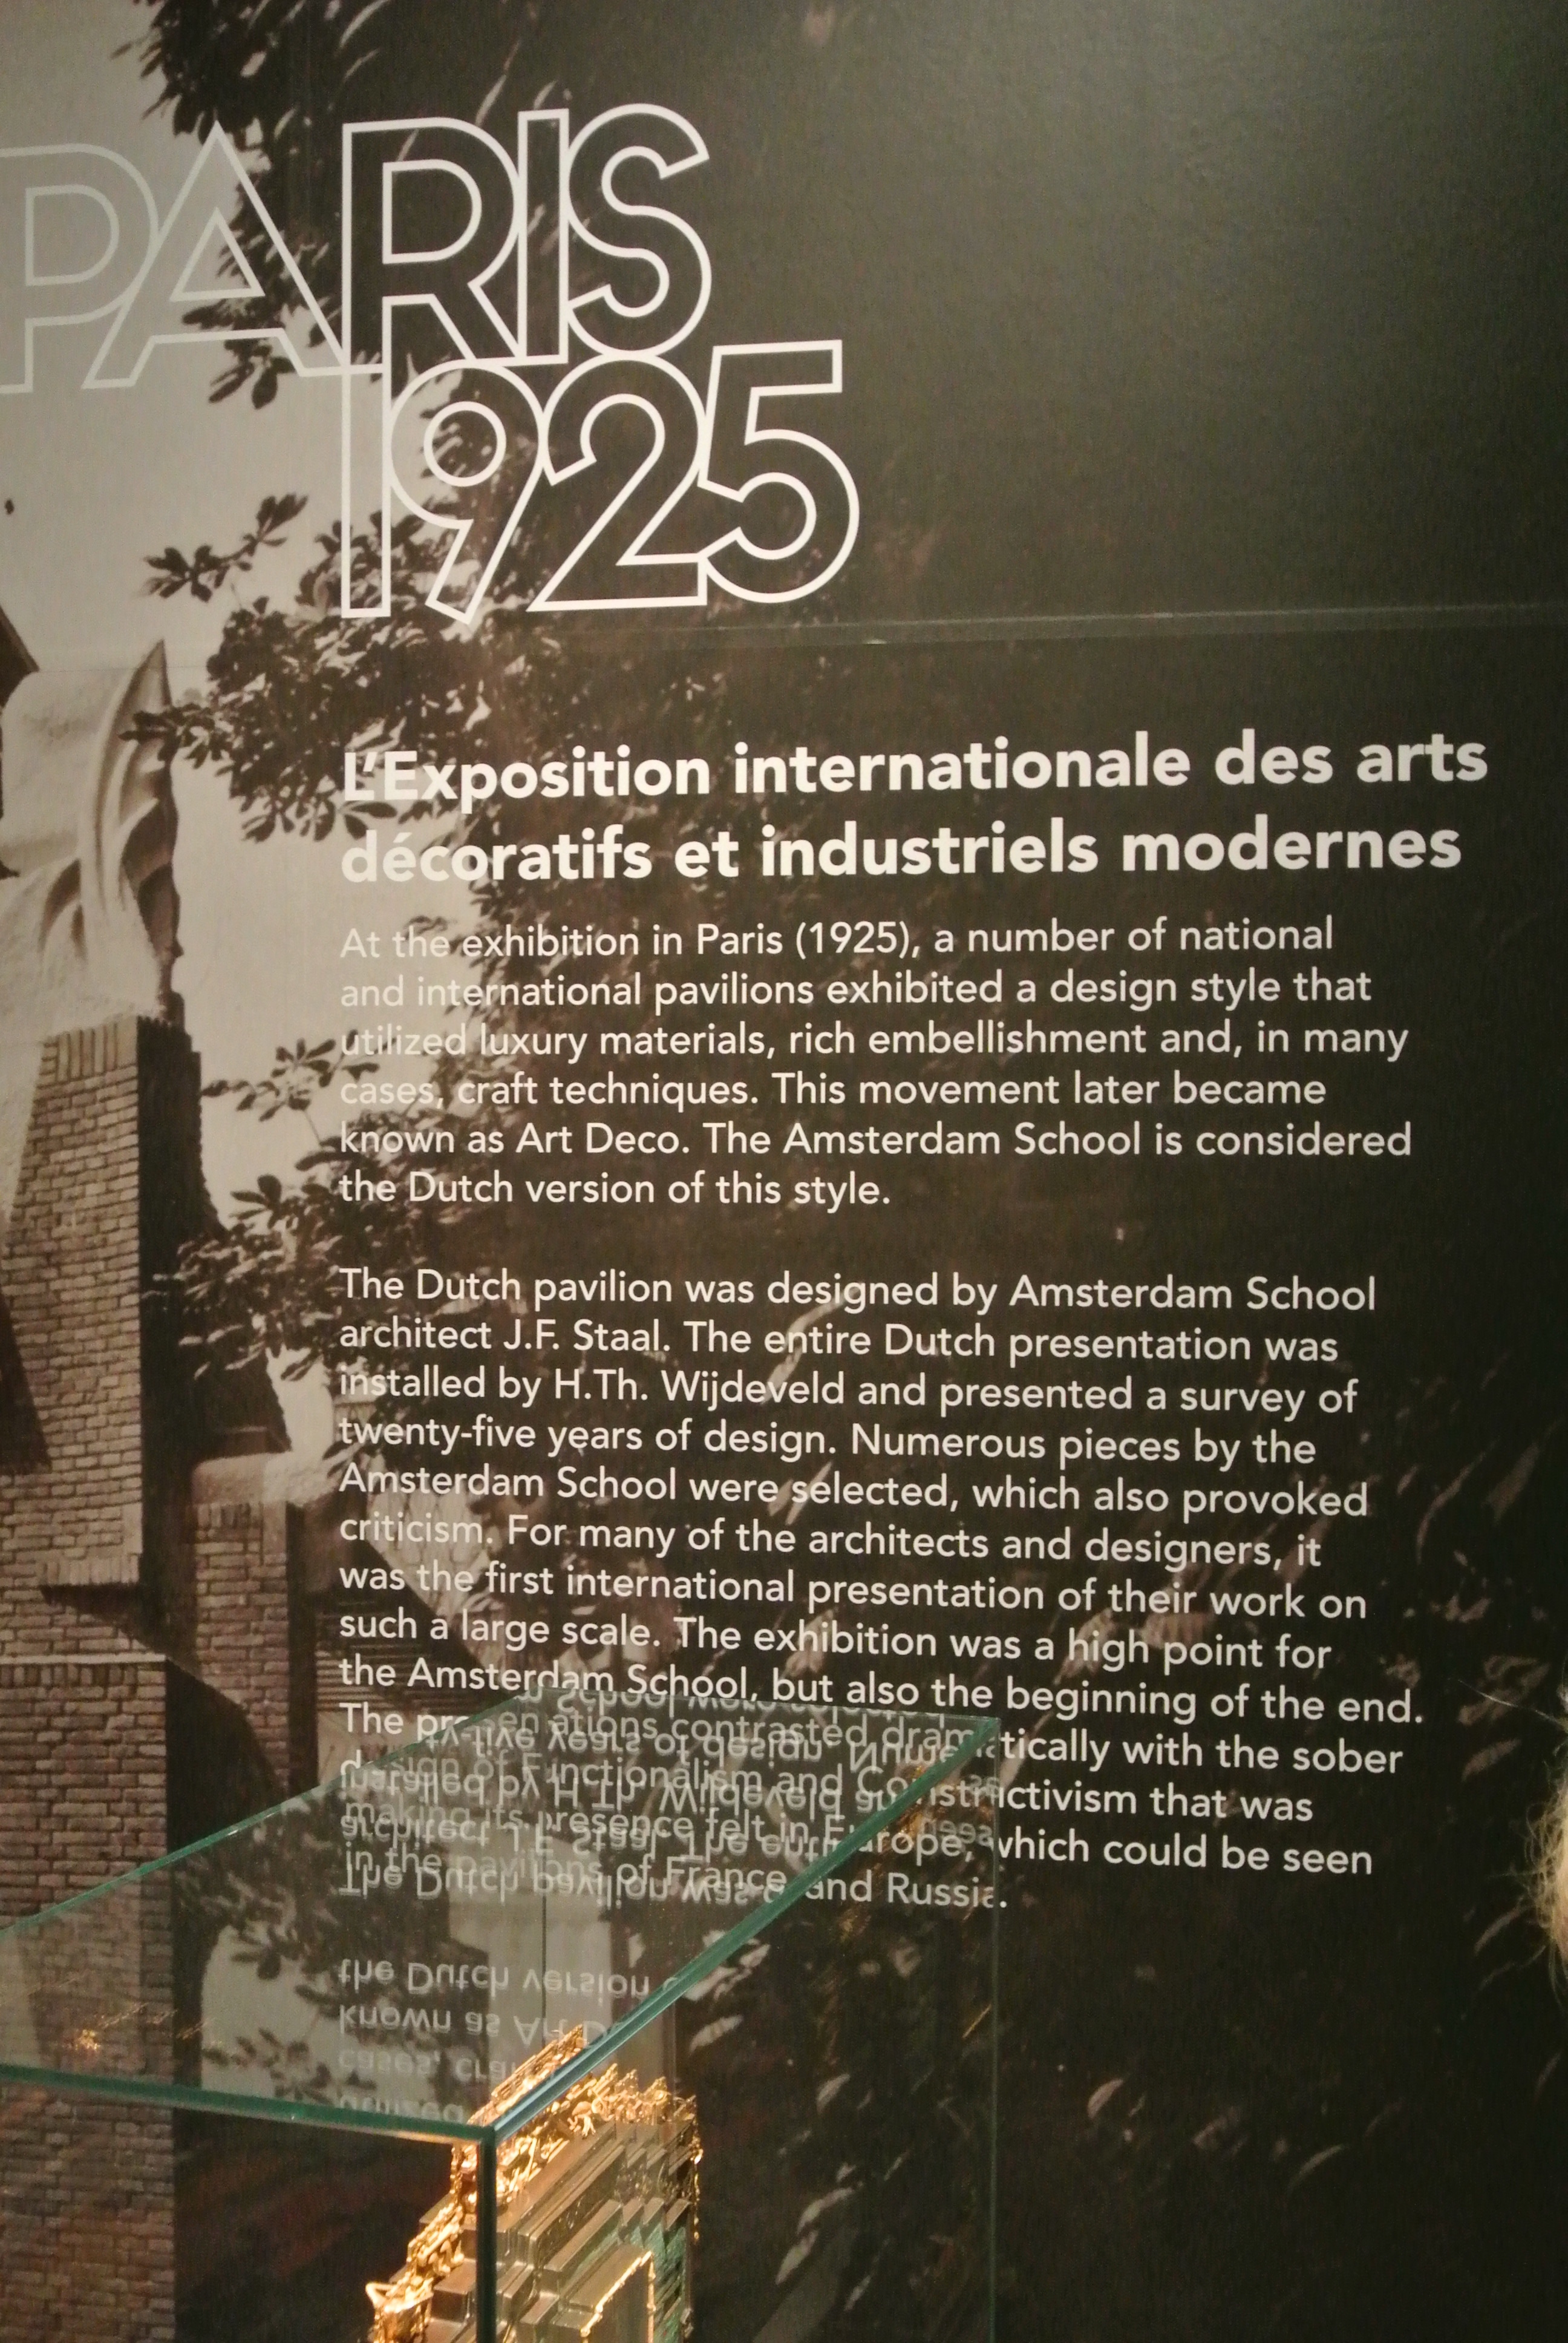 PARIS
1925
L'Exposition internationale des arts
décoratifs et industriels modernes
At the exhibition in Paris (1925), a number of national
and international pavilions exhibited a design style that
utilized luxury materials, rich embellishment and, in many
cases, craft techniques. This movement later became
known as Art Deco. The Amsterdam School is considered
the Dutch version of this style.
The Dutch pavilion was designed by Amsterdam School
architect J.F. Staal. The entire Dutch presentation was
installed by H.Th. Wijdeveld and presented a survey of
twenty-five years of design. Numerous pieces by the
Amsterdam School were selected, which also provoked
criticism. For many of the architects and designers, it
was the first international presentation of their work on
such a large scale. The exhibition was a high point for
the Amsterdam School, but also the beginning of the end.
The presentations contrasted dramatically with the sober
design of Functionalism and Constructivism that was
making its presence felt in Europe, which could be seen
in the pavilions of France and Russia.